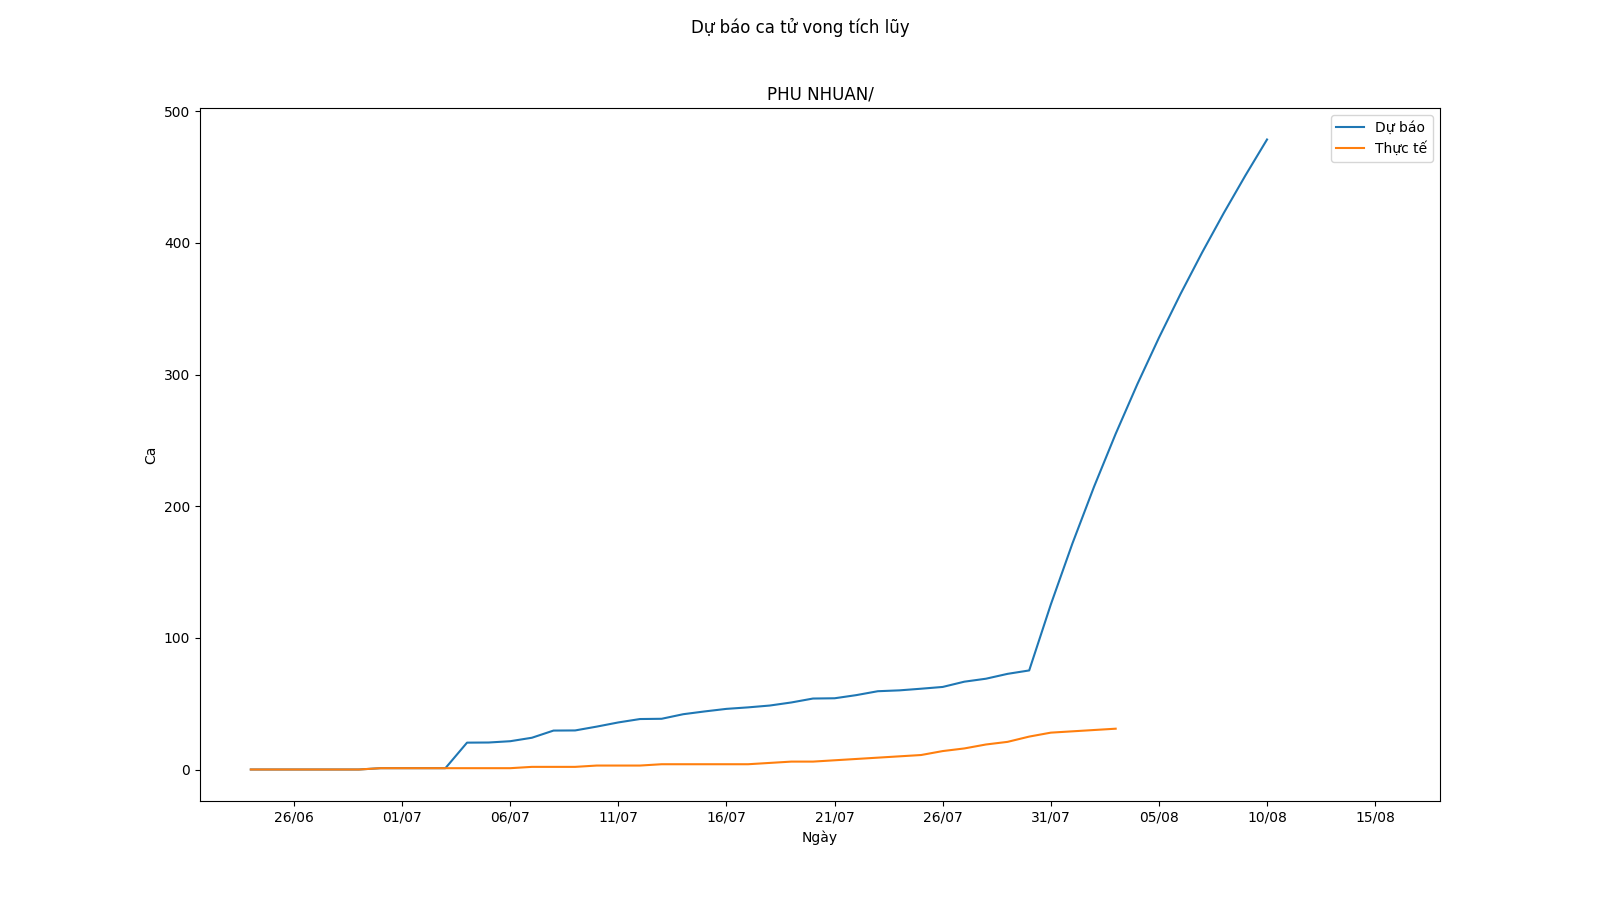 Dự báo ca tử vong tích lũy
PHU NHUAN/
500
400
300
200
100
0
Ca
Dự báo
Thực tế
26/06
01/07
06/07
11/07
16/07
21/07
26/07
31/07
05/08
10/08
15/08
Ngày